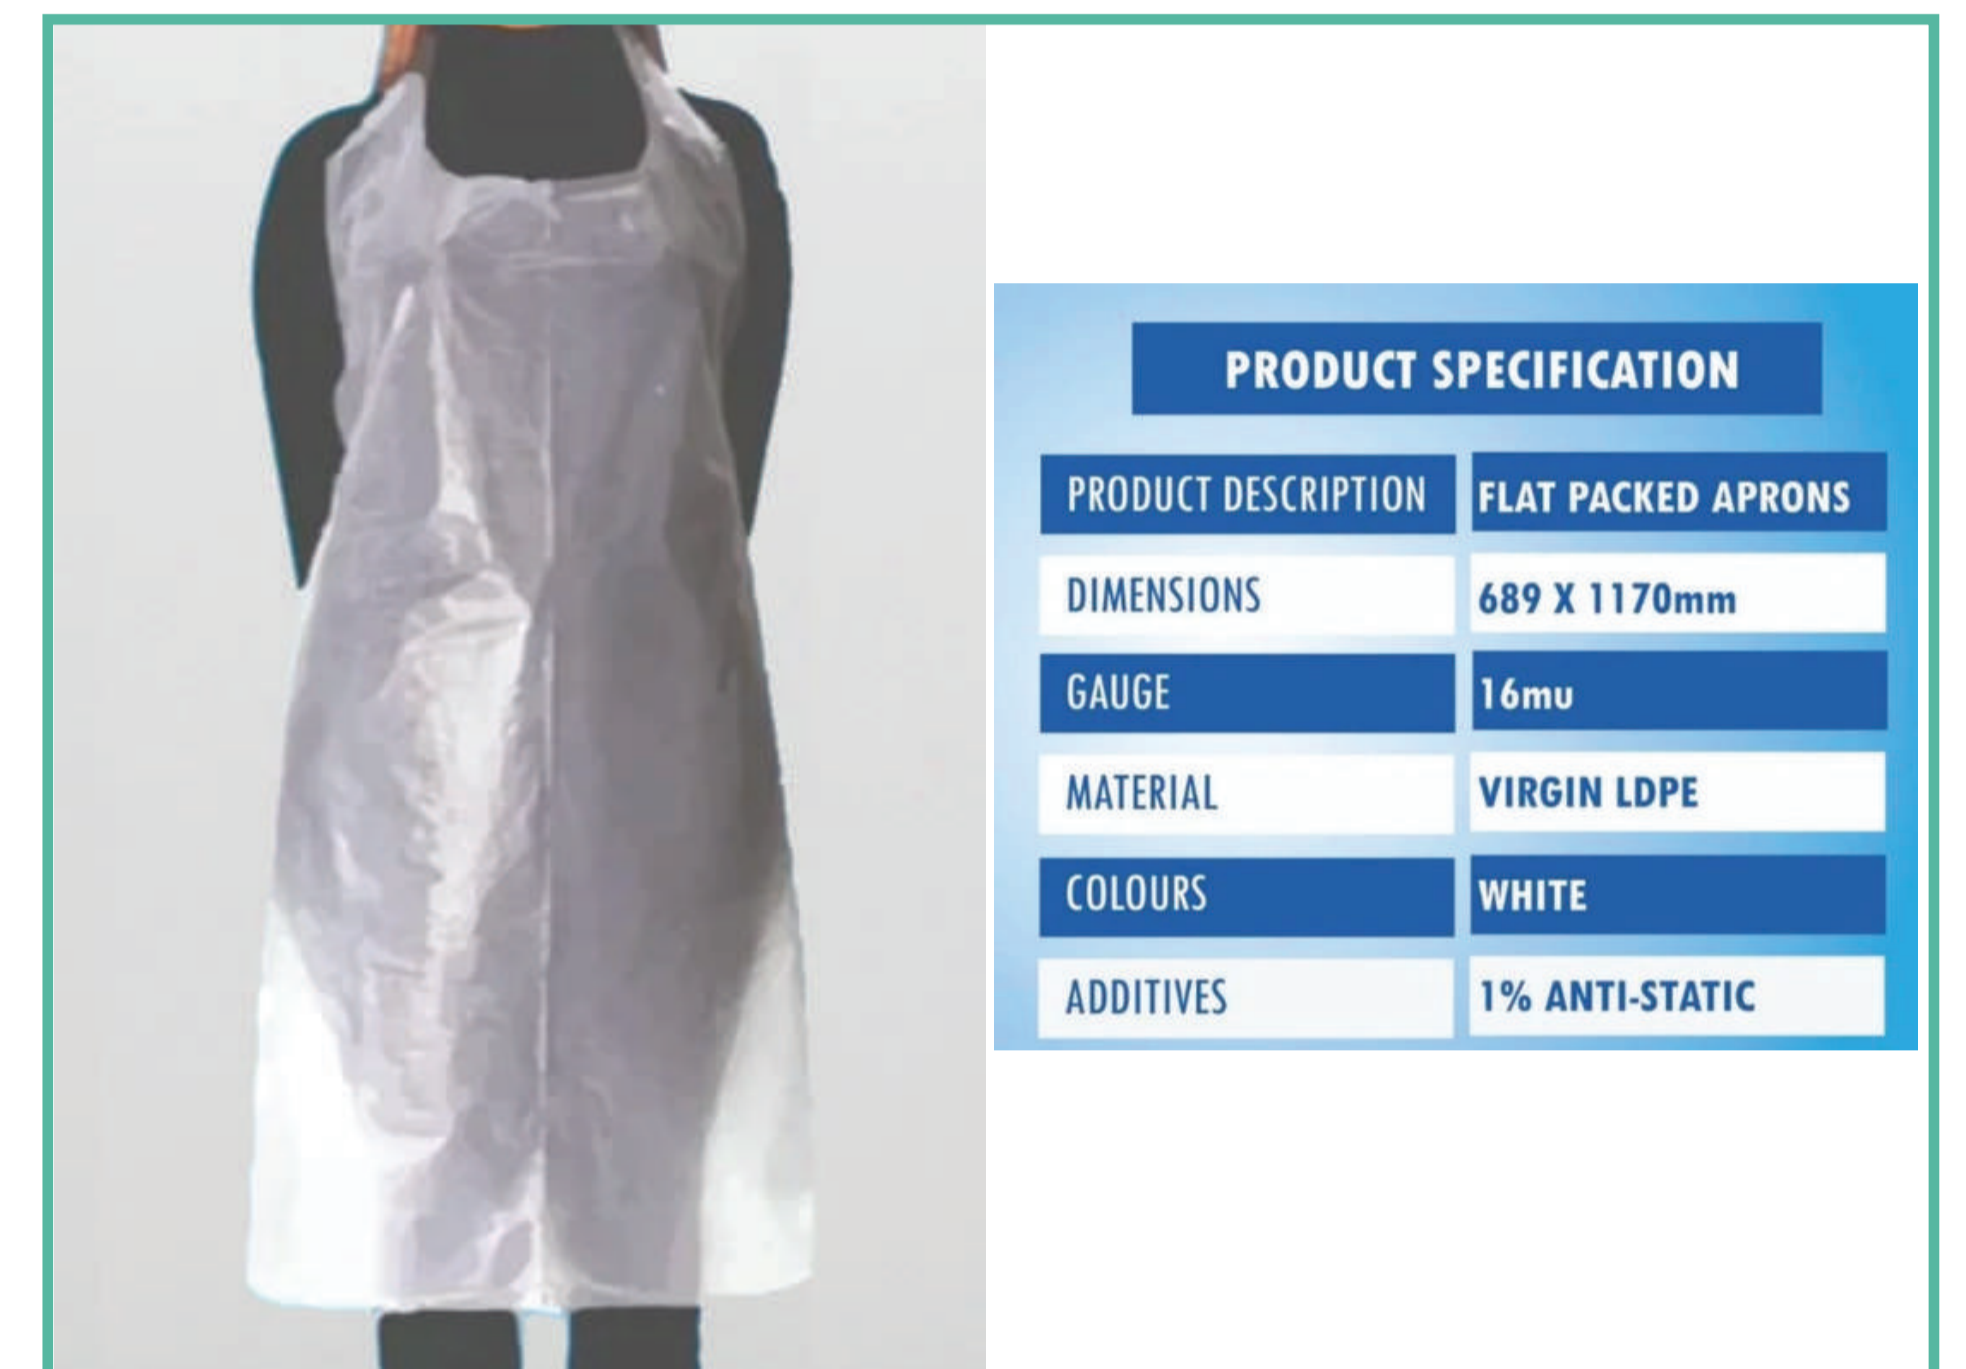 PRODUCT SPECIFICATION
PRODUCT DESCRIPTION FLAT PACKED APRONS
DIMENSIONS 689 X 1170mm
GAUGE 16mu
MATERIAL VIRGIN LDPE
COLOURS WHITE
ADDITIVES 1% ANTI-STATIC